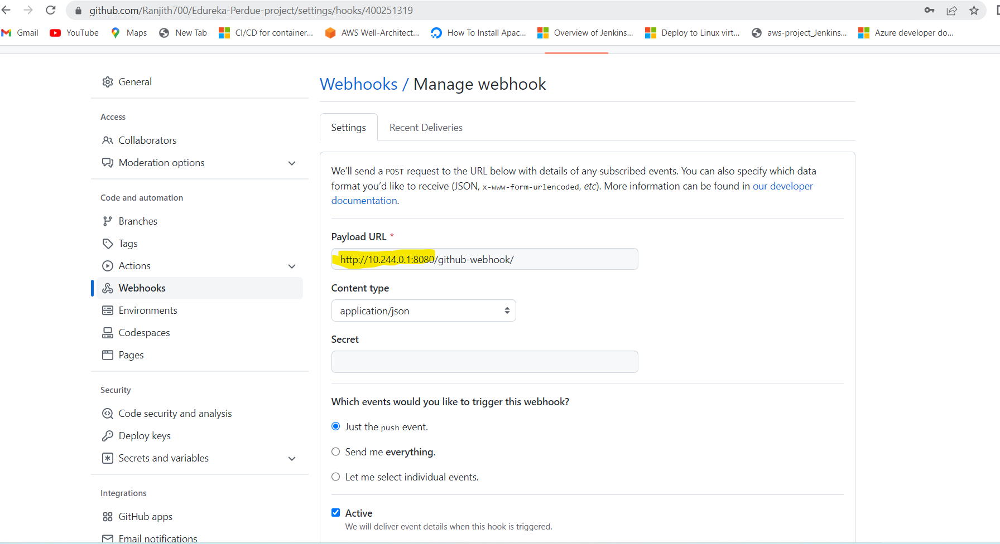 github.com/Ranjith700/Edureka-Perdue-project/settings/hooks/400251319
Gmail YouTube Maps New Tab CI/CD for container... AWS Well-Architect... How To Install Apac... Overview of Jenkins... Deploy to Linux virt... aws-project_Jenkins... Azure developer do...
General
Access
Collaborators
Moderation options
Code and automation
Branches
Tags
Actions
Webhooks
Environments
Codespaces
Pages
Security
Code security and analysis
Deploy keys
Secrets and variables
Integrations
GitHub apps
Email notifications
Webhooks / Manage webhook
Settings Recent Deliveries
We'll send a POST request to the URL below with details of any subscribed events. You can also specify which data
format you'd like to receive (JSON, x-www-form-urlencoded, etc). More information can be found in our developer
documentation.
Payload URL *
http://10.244.0.1:8080/github-webhook/
Content type
application/json
Secret
Which events would you like to trigger this webhook?
Just the push event.
Send me everything.
Let me select individual events.
Active
We will deliver event details when this hook is triggered.